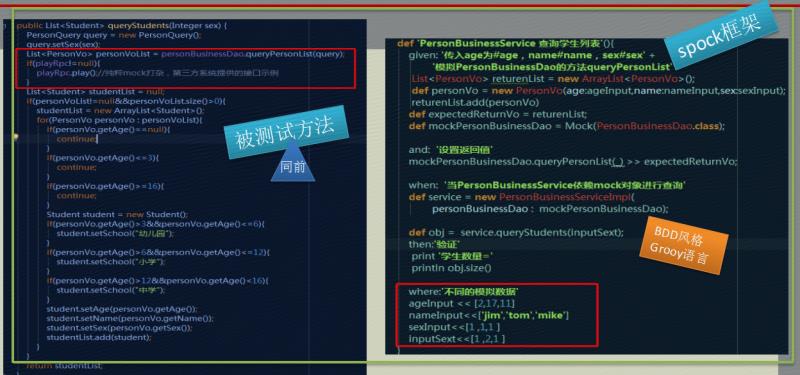 public List<Student> queryStudents(Integer sex) {
PersonQuery query = new PersonQuery();
query.setSex(sex);
List<PersonVo> personVoList = personBusinessDao.queryPersonList(query);
if(playRpc!=null){
playRpc.play();//纯粹mock打杂，第三方系统提供的接口示例
}
List<Student> studentList = null;
if(personVoList!=null&&personVoList.size()>0){
studentList = new ArrayList<Student>();
for(PersonVo personVo : personVoList){
if(personVo.getAge()==null){
continue;
}
if(personVo.getAge()<=3){
continue;
}
if(personVo.getAge()>=16){
continue;
}
Student student = new Student();
if(personVo.getAge()>3&&personVo.getAge()<=6){
student.setSchool("幼儿园");
}
if(personVo.getAge()>6&&personVo.getAge()<=12){
student.setSchool("小学");
}
if(personVo.getAge()>12&&personVo.getAge()<16){
student.setSchool("中学");
}
student.setAge(personVo.getAge());
student.setName(personVo.getName());
student.setSex(personVo.getSex());
studentList.add(student);
}
}
return studentList;
被测试方法
同前
spock框架
def 'PersonBusinessService 查询学生列表'(){
given: '传入age为#age，name#name，sex#sex' +
'模拟PersonBusinessDao的方法queryPersonList'
List<PersonVo> returenList = new ArrayList<PersonVo>();
def personVo = new PersonVo(age:ageInput,name:nameInput,sex:sexInput);
returenList.add(personVo)
def expectedReturnVo = returenList;
def mockPersonBusinessDao = Mock(PersonBusinessDao.class);
and: '设置返回值'
mockPersonBusinessDao.queryPersonList(_) >> expectedReturnVo;
when: '当PersonBusinessService依赖mock对象进行查询'
def service = new PersonBusinessServiceImpl(
personBusinessDao : mockPersonBusinessDao);
def obj = service.queryStudents(inputSext);
then:'验证'
print '学生数量='
println obj.size()
where:'不同的模拟数据'
ageInput << [2,17,11]
nameInput<<['jim','tom','mike']
sexInput<<[1 ,1,1 ]
inputSext<<[1 ,2,1 ]
}
BDD风格
Grooy语言